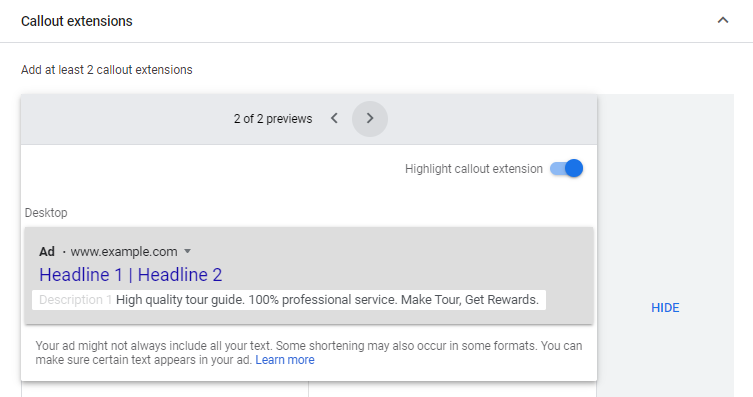 Callout extensions
Add at least 2 callout extensions
2 of 2 previews
Highlight callout extension
Desktop
Ad · www.example.com
Headline 1 | Headline 2
Description 1 High quality tour guide. 100% professional service. Make Tour, Get Rewards.
HIDE
Your ad might not always include all your text. Some shortening may also occur in some formats. You can
make sure certain text appears in your ad. Learn more